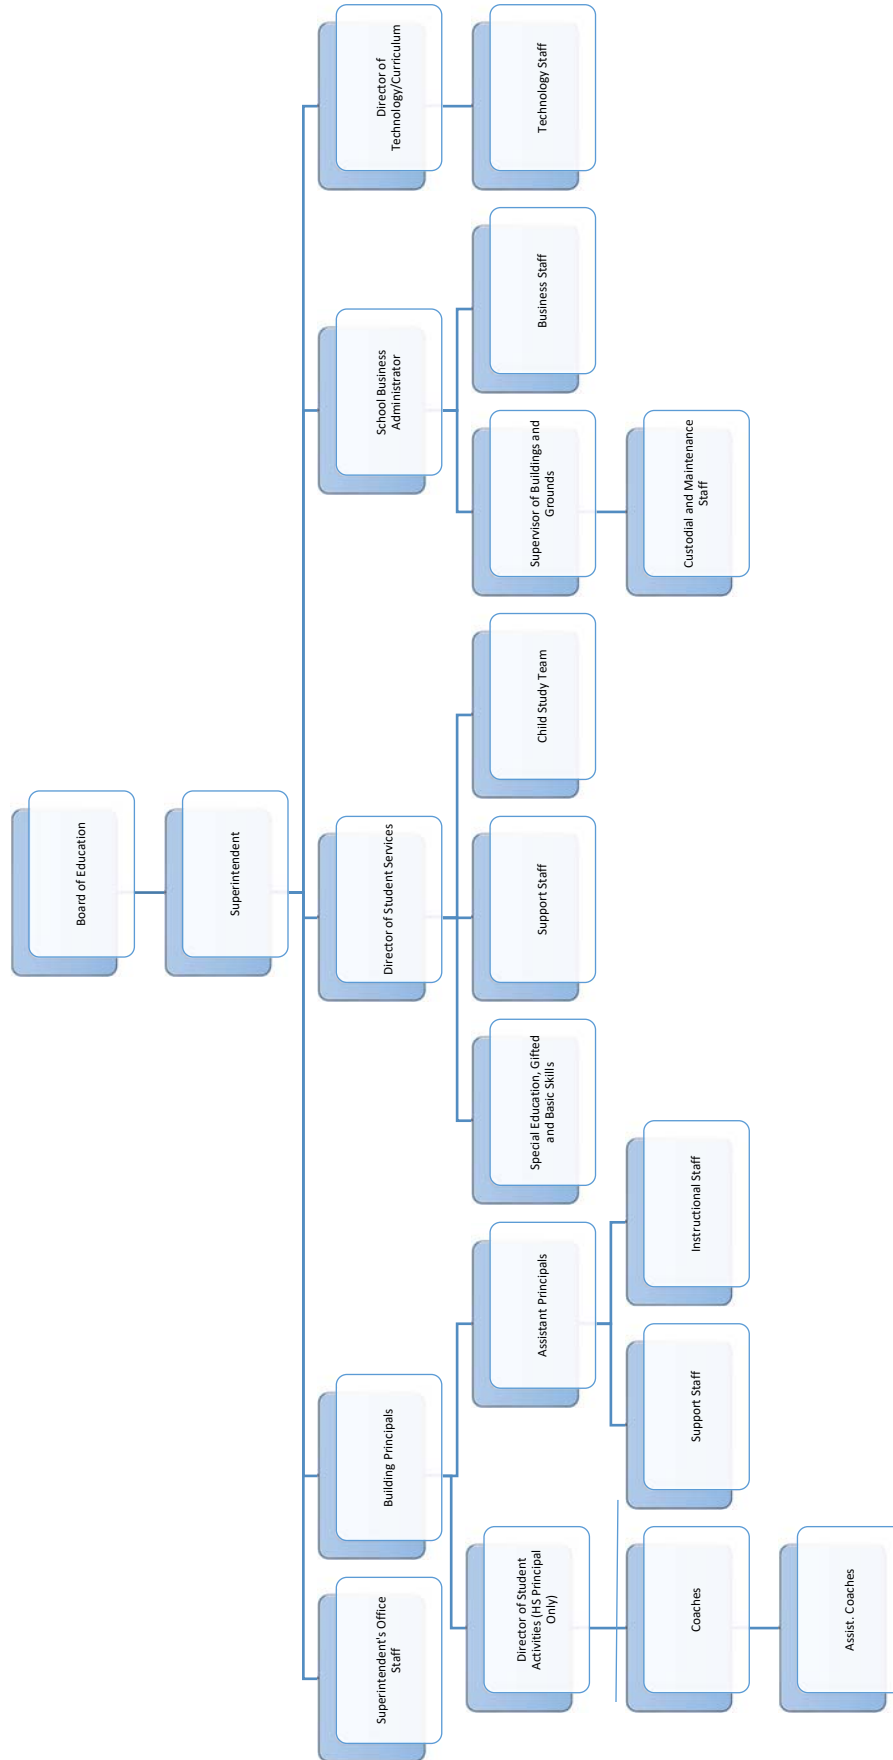 Board of Education
Superintendent
Superintendent's Office
Staff
Building Principals
Director of Student Services
School Business
Administrator
Director of
Technology/Curriculum
Director of Student
Activities (HS Principal
Only)
Assistant Principals
Special Education, Gifted
and Basic Skills
Support Staff
Child Study Team
Supervisor of Buildings and
Grounds
Business Staff
Technology Staff
Coaches
Support Staff
Instructional Staff
Custodial and Maintenance
Staff
Assist. Coaches